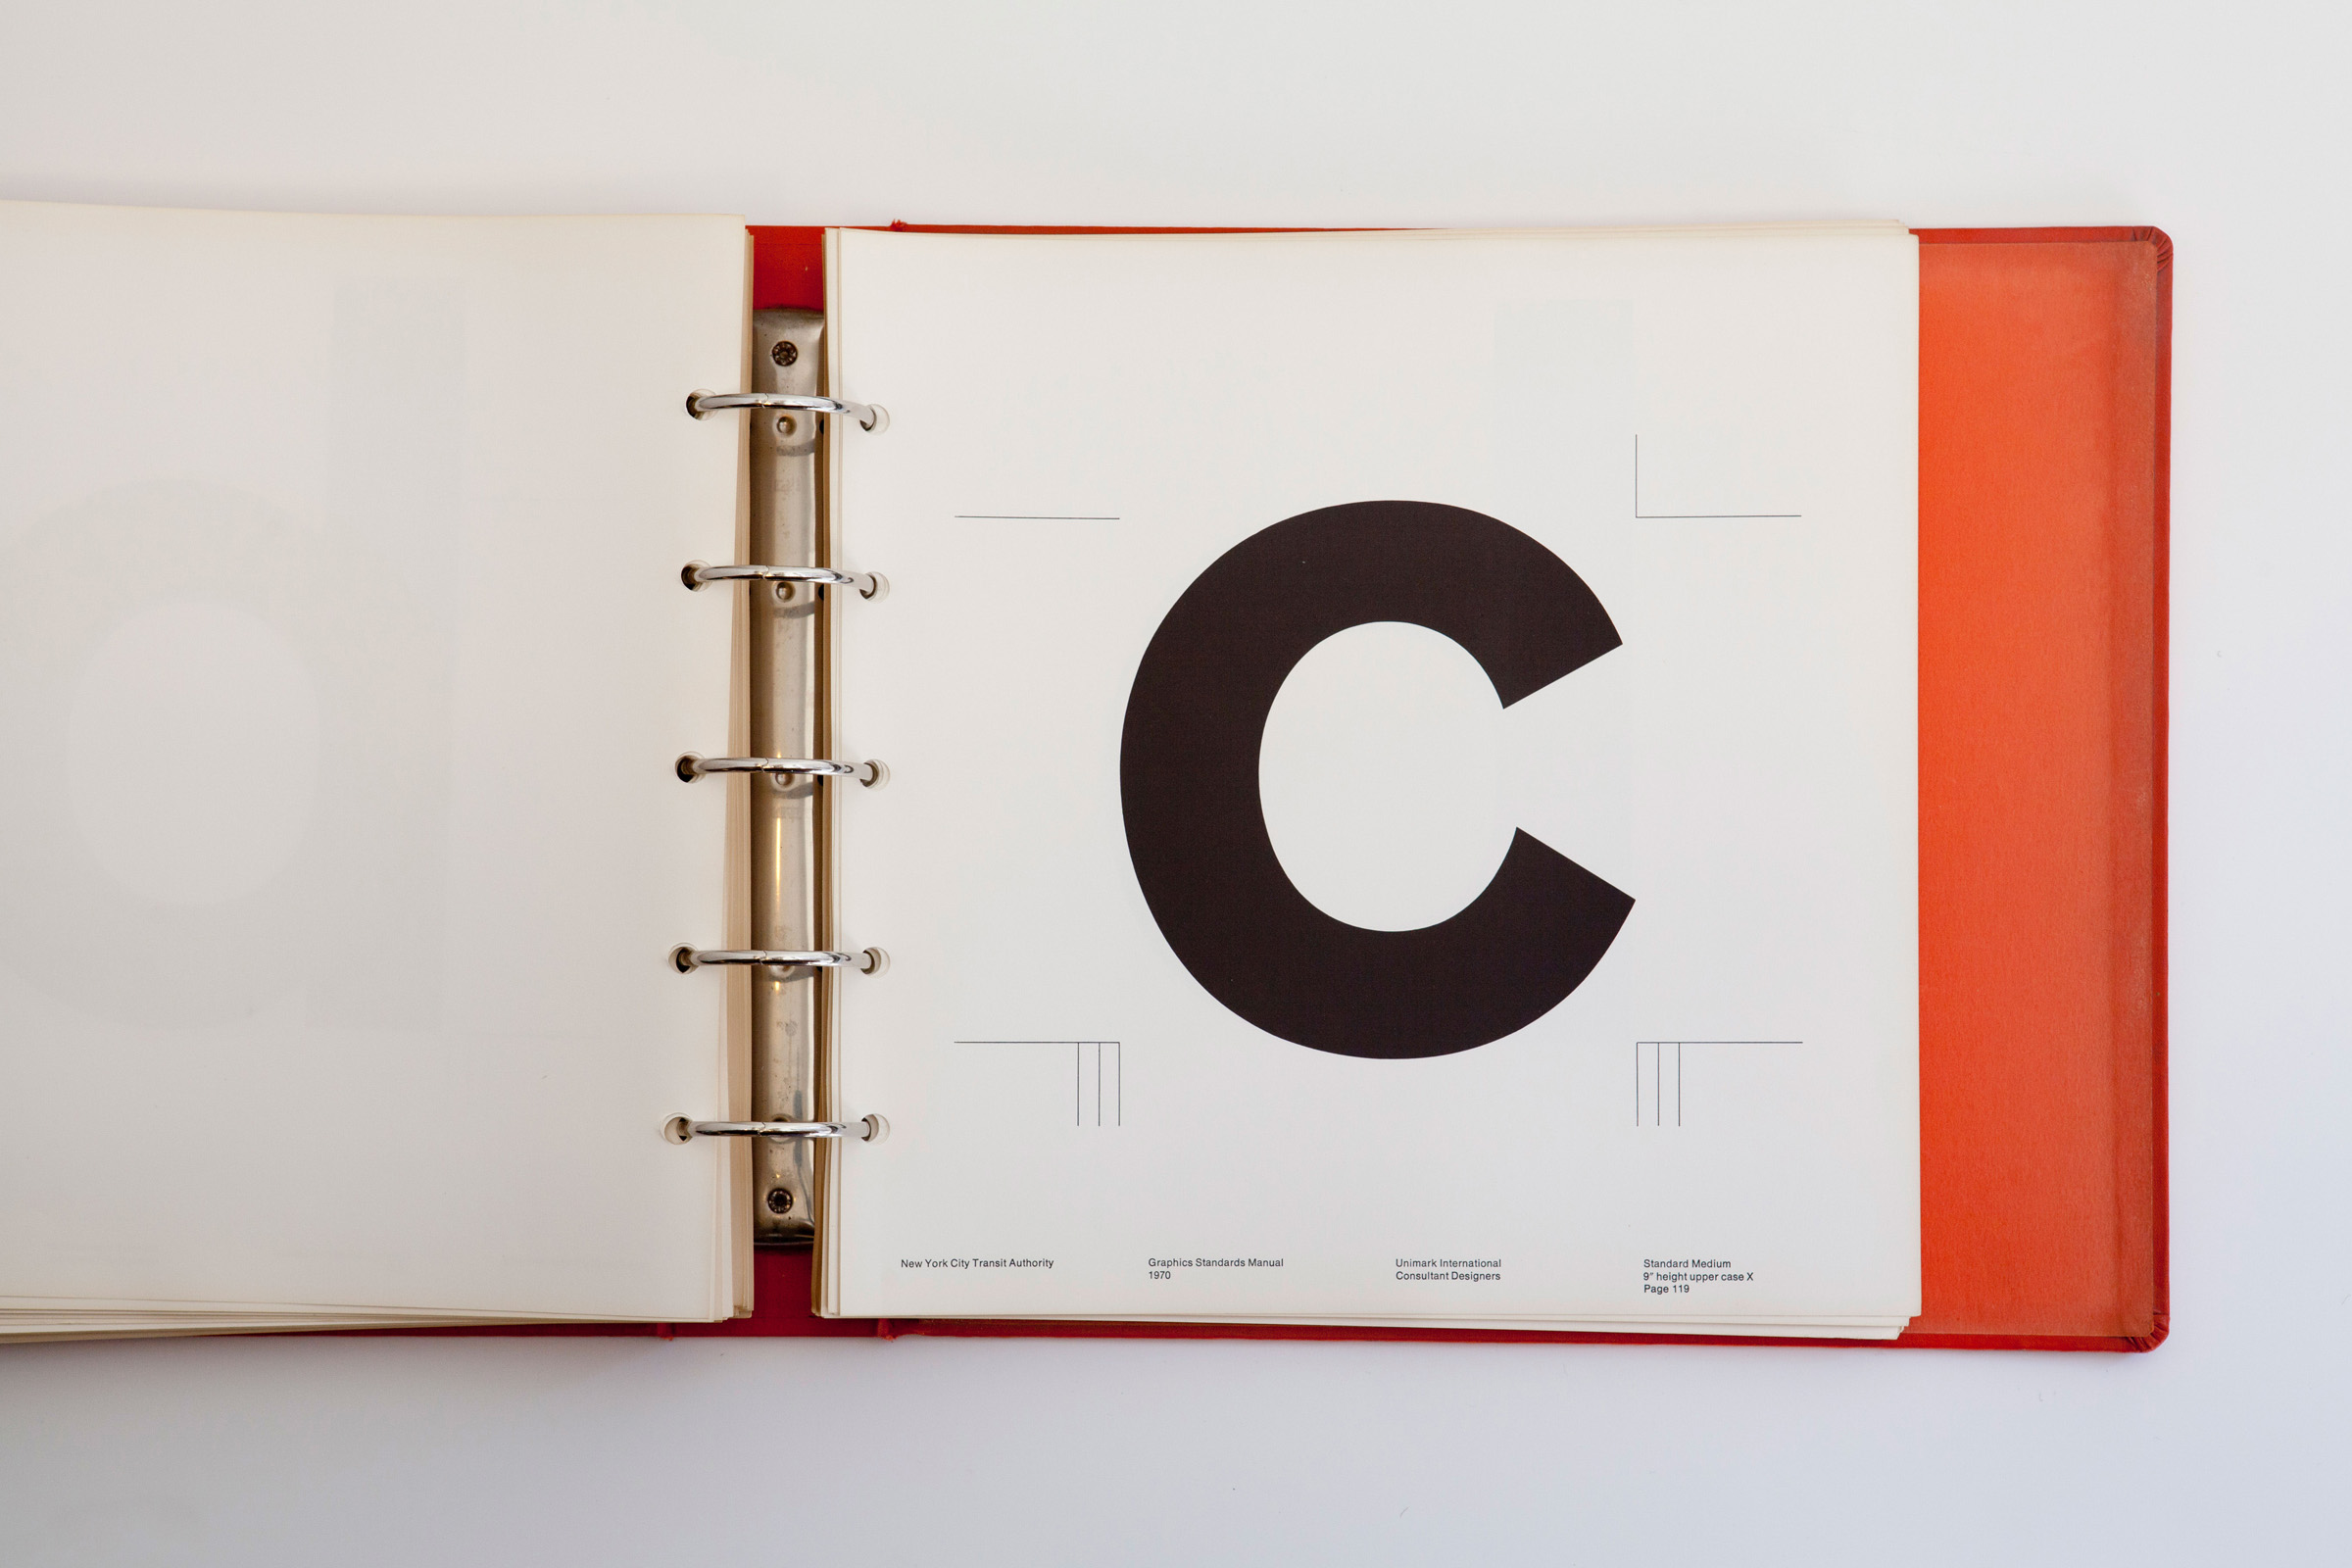 C
New York City Transit Authority
Graphics Standards Manual
1970
Unimark International
Consultant Designers
Standard Medium
9" height upper case X
Page 119